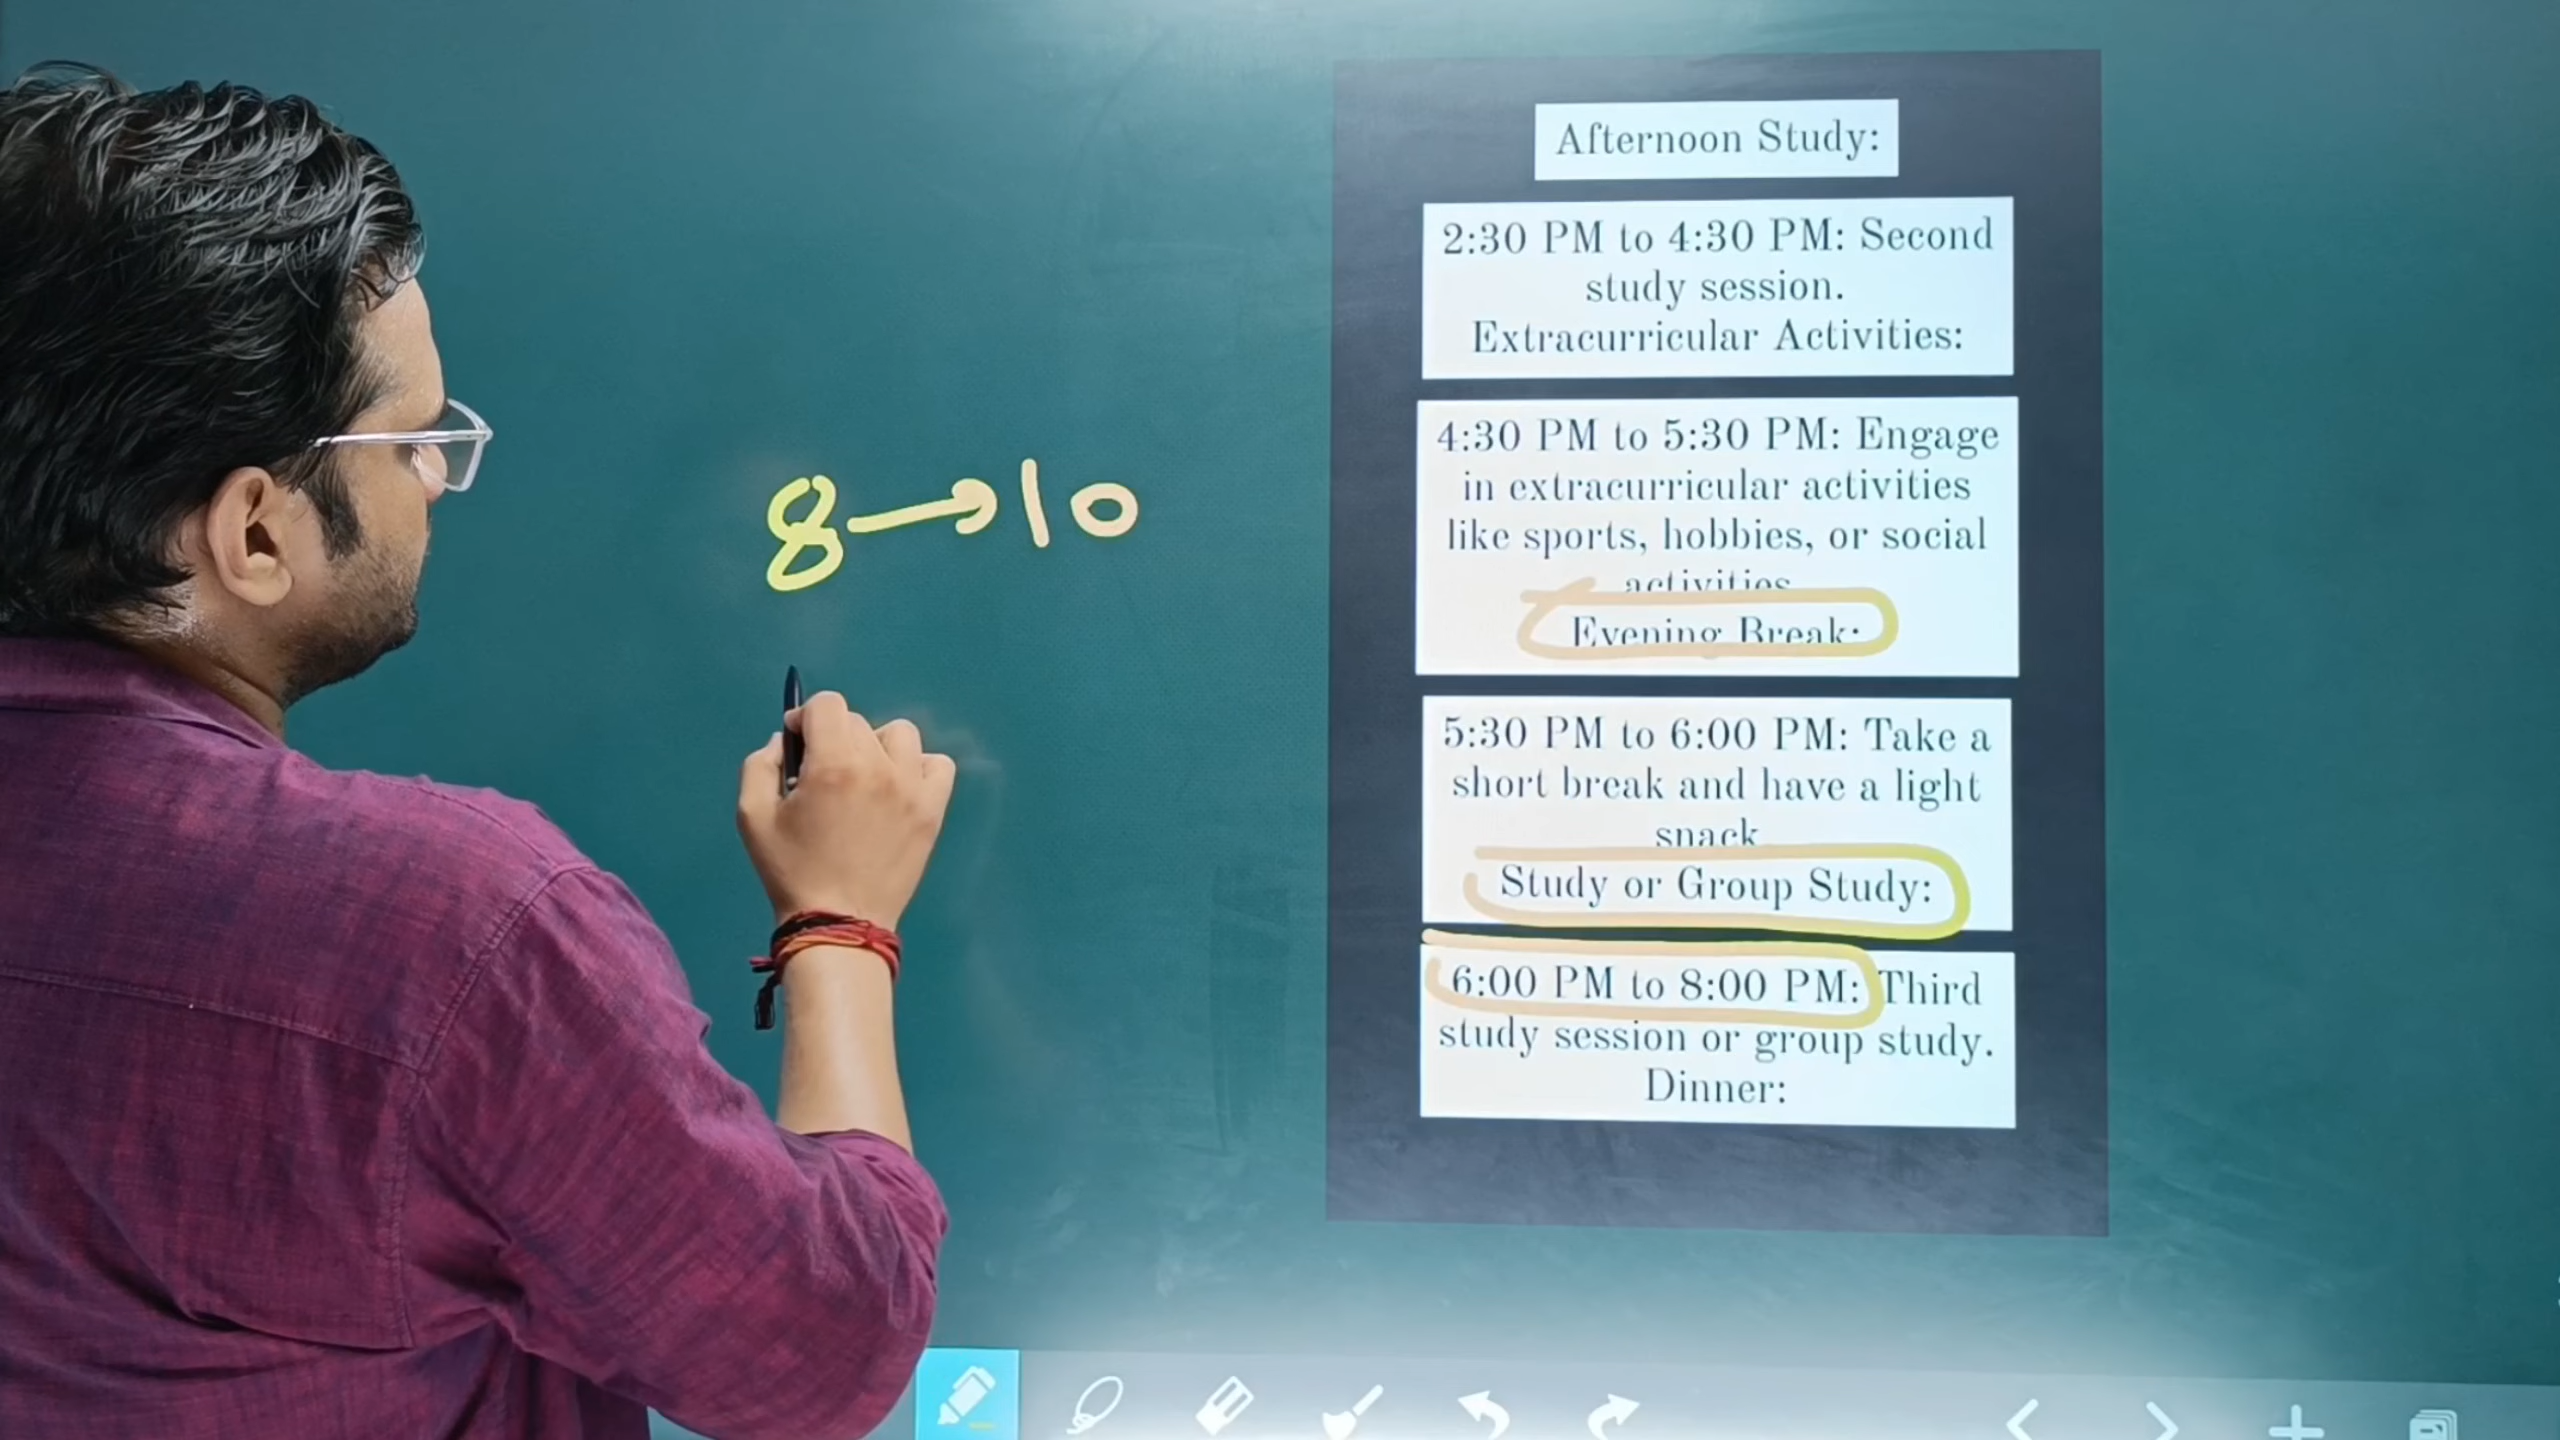 8 → 10
Afternoon Study:
2:30 PM to 4:30 PM: Second
study session.
Extracurricular Activities:
4:30 PM to 5:30 PM: Engage
in extracurricular activities
like sports, hobbies, or social
activities
Evening Break:
5:30 PM to 6:00 PM: Take a
short break and have a light
snack
Study or Group Study:
6:00 PM to 8:00 PM: Third
study session or group study.
Dinner: